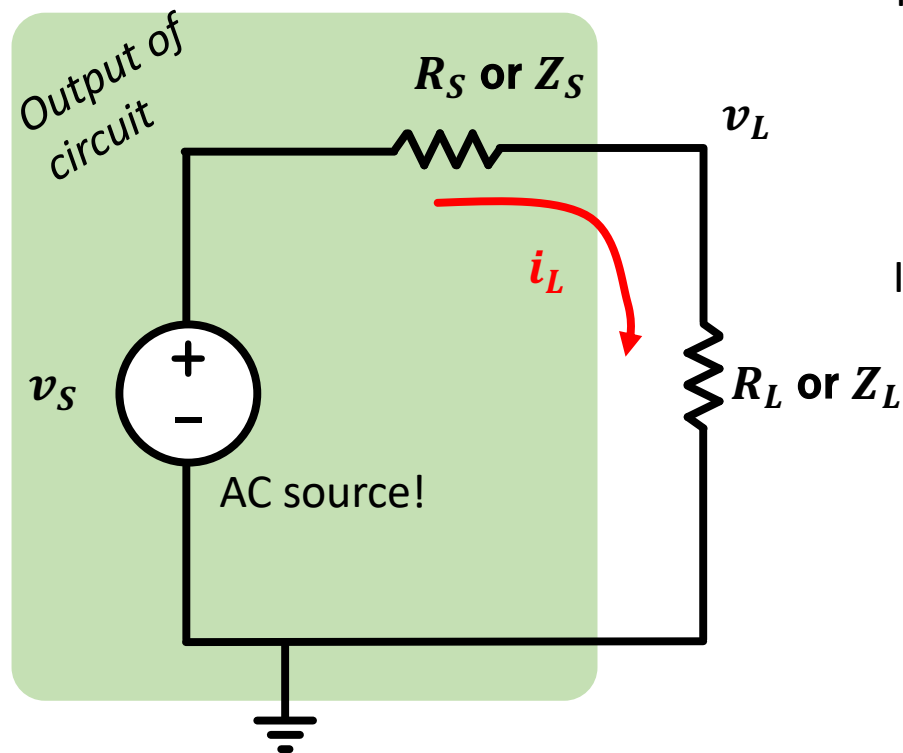 Output of
circuit
R_S or Z_S
v_L
i_L
v_S
+
−
R_L or Z_L
AC source!